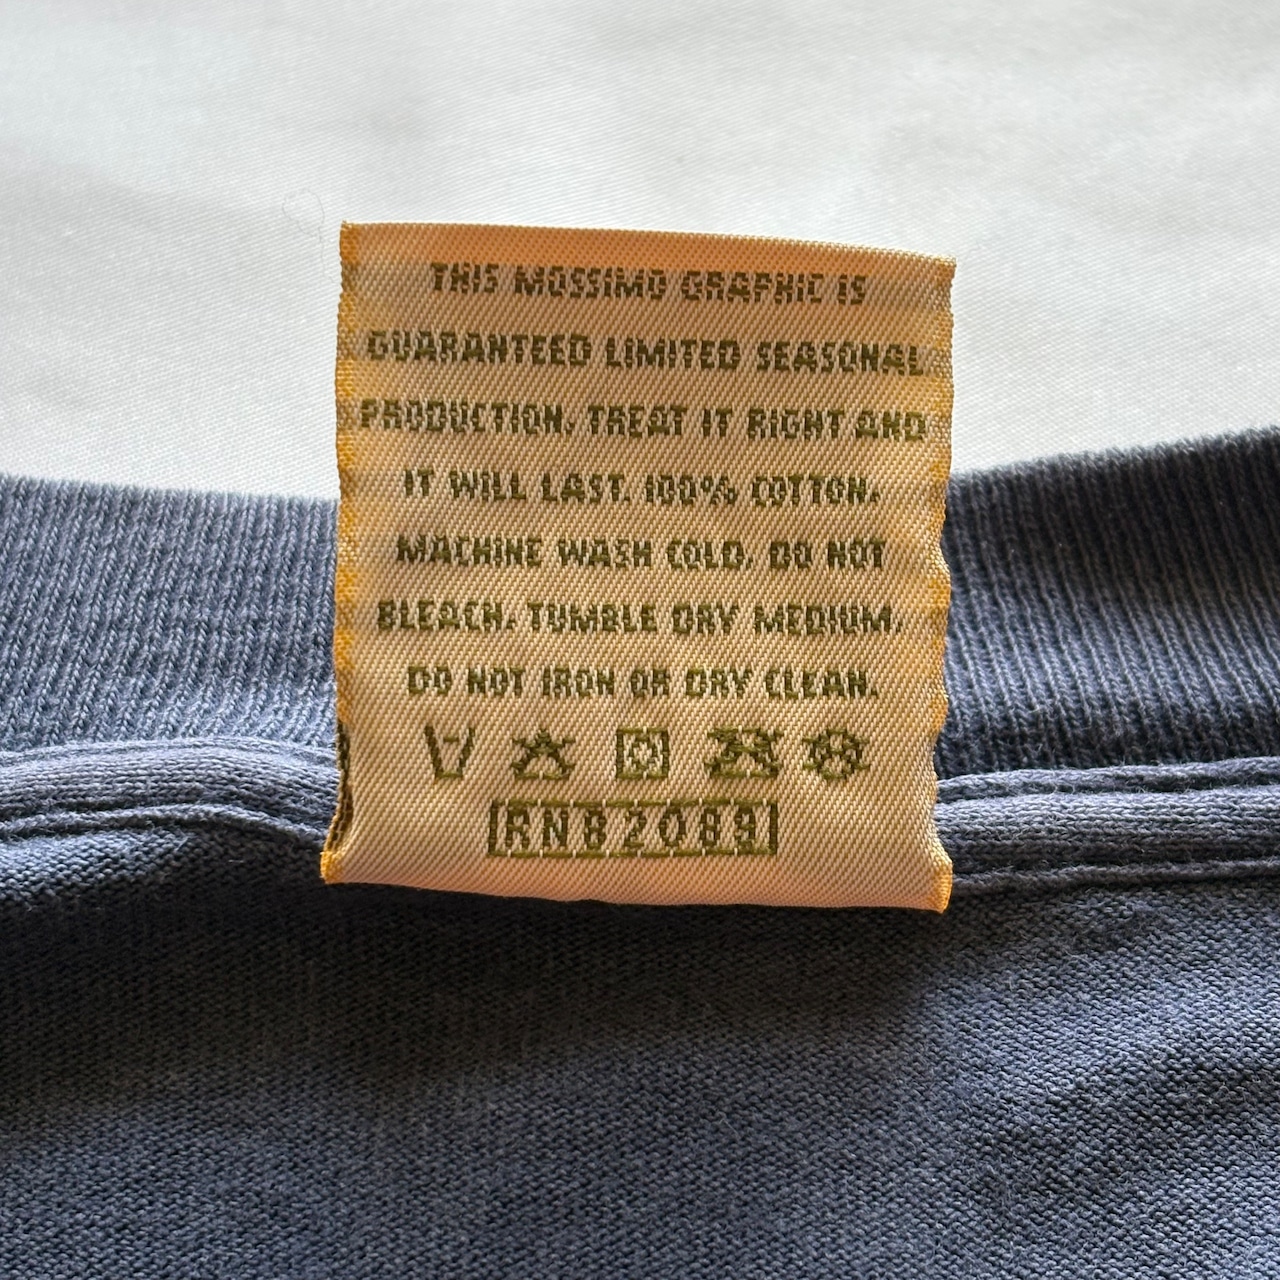 THIS MOSSIMO GRAPHIC IS
GUARANTEED LIMITED SEASONAL
PRODUCTION. TREAT IT RIGHT AND
IT WILL LAST. 100% COTTON.
MACHINE WASH COLD. DO NOT
BLEACH. TUMBLE DRY MEDIUM.
DO NOT IRON OR DRY CLEAN.
RN82089